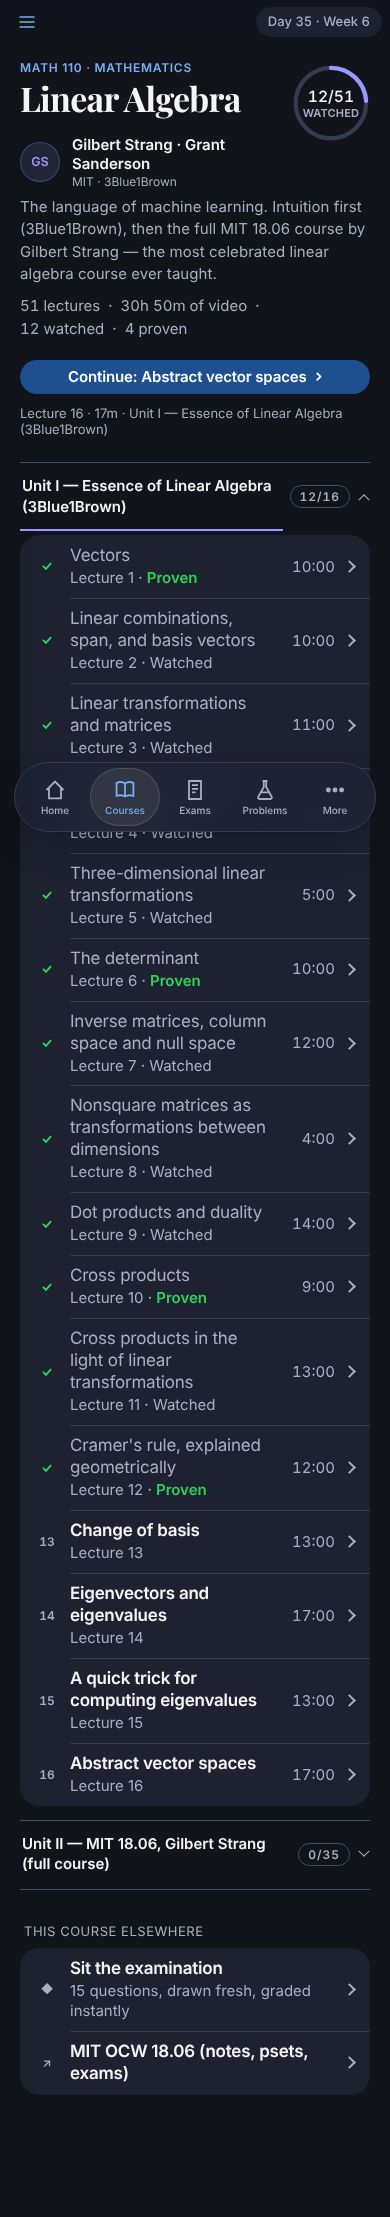 Day 35 · Week 6
MATH 110 · MATHEMATICS
Linear Algebra
12/51
WATCHED
GS
Gilbert Strang · Grant
Sanderson
MIT · 3Blue1Brown
The language of machine learning. Intuition first
(3Blue1Brown), then the full MIT 18.06 course by
Gilbert Strang — the most celebrated linear
algebra course ever taught.
51 lectures · 30h 50m of video ·
12 watched · 4 proven
Continue: Abstract vector spaces
Lecture 16 · 17m · Unit I — Essence of Linear Algebra
(3Blue1Brown)
Unit I — Essence of Linear Algebra
(3Blue1Brown)
12/16
Vectors
Lecture 1 · Proven
10:00
Linear combinations,
span, and basis vectors
Lecture 2 · Watched
10:00
Linear transformations
and matrices
Lecture 3 · Watched
11:00
Home
Courses
Exams
Problems
More
Lecture 4 · Watched
Three-dimensional linear
transformations
Lecture 5 · Watched
5:00
The determinant
Lecture 6 · Proven
10:00
Inverse matrices, column
space and null space
Lecture 7 · Watched
12:00
Nonsquare matrices as
transformations between
dimensions
Lecture 8 · Watched
4:00
Dot products and duality
Lecture 9 · Watched
14:00
Cross products
Lecture 10 · Proven
9:00
Cross products in the
light of linear
transformations
Lecture 11 · Watched
13:00
Cramer's rule, explained
geometrically
Lecture 12 · Proven
12:00
13
Change of basis
Lecture 13
13:00
14
Eigenvectors and
eigenvalues
Lecture 14
17:00
15
A quick trick for
computing eigenvalues
Lecture 15
13:00
16
Abstract vector spaces
Lecture 16
17:00
Unit II — MIT 18.06, Gilbert Strang
(full course)
0/35
THIS COURSE ELSEWHERE
Sit the examination
15 questions, drawn fresh, graded
instantly
MIT OCW 18.06 (notes, psets,
exams)